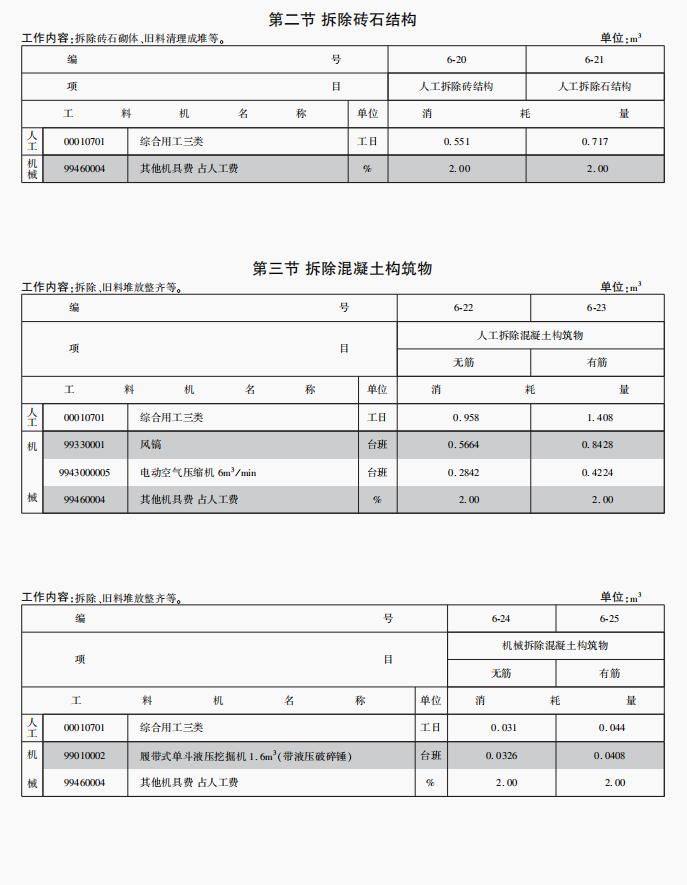 第二节 拆除砖石结构
工作内容:拆除砖石砌体、旧料清理成堆等。 单位:m³
编 号 6-20 6-21
项 目 人工拆除砖结构 人工拆除石结构
工 料 机 名 称 单位 消 耗 量
人工 00010701 综合用工三类 工日 0.551 0.717
机械 99460004 其他机具费 占人工费 % 2.00 2.00
第三节 拆除混凝土构筑物
工作内容:拆除、旧料堆放整齐等。 单位:m³
编 号 6-22 6-23
项 目 人工拆除混凝土构筑物
无筋 有筋
工 料 机 名 称 单位 消 耗 量
人工 00010701 综合用工三类 工日 0.958 1.408
机 99330001 风镐 台班 0.5664 0.8428
9943000005 电动空气压缩机 6m³/min 台班 0.2842 0.4224
械 99460004 其他机具费 占人工费 % 2.00 2.00
工作内容:拆除、旧料堆放整齐等。 单位:m³
编 号 6-24 6-25
项 目 机械拆除混凝土构筑物
无筋 有筋
工 料 机 名 称 单位 消 耗 量
人工 00010701 综合用工三类 工日 0.031 0.044
机 99010002 履带式单斗液压挖掘机 1.6m³(带液压破碎锤) 台班 0.0326 0.0408
械 99460004 其他机具费 占人工费 % 2.00 2.00